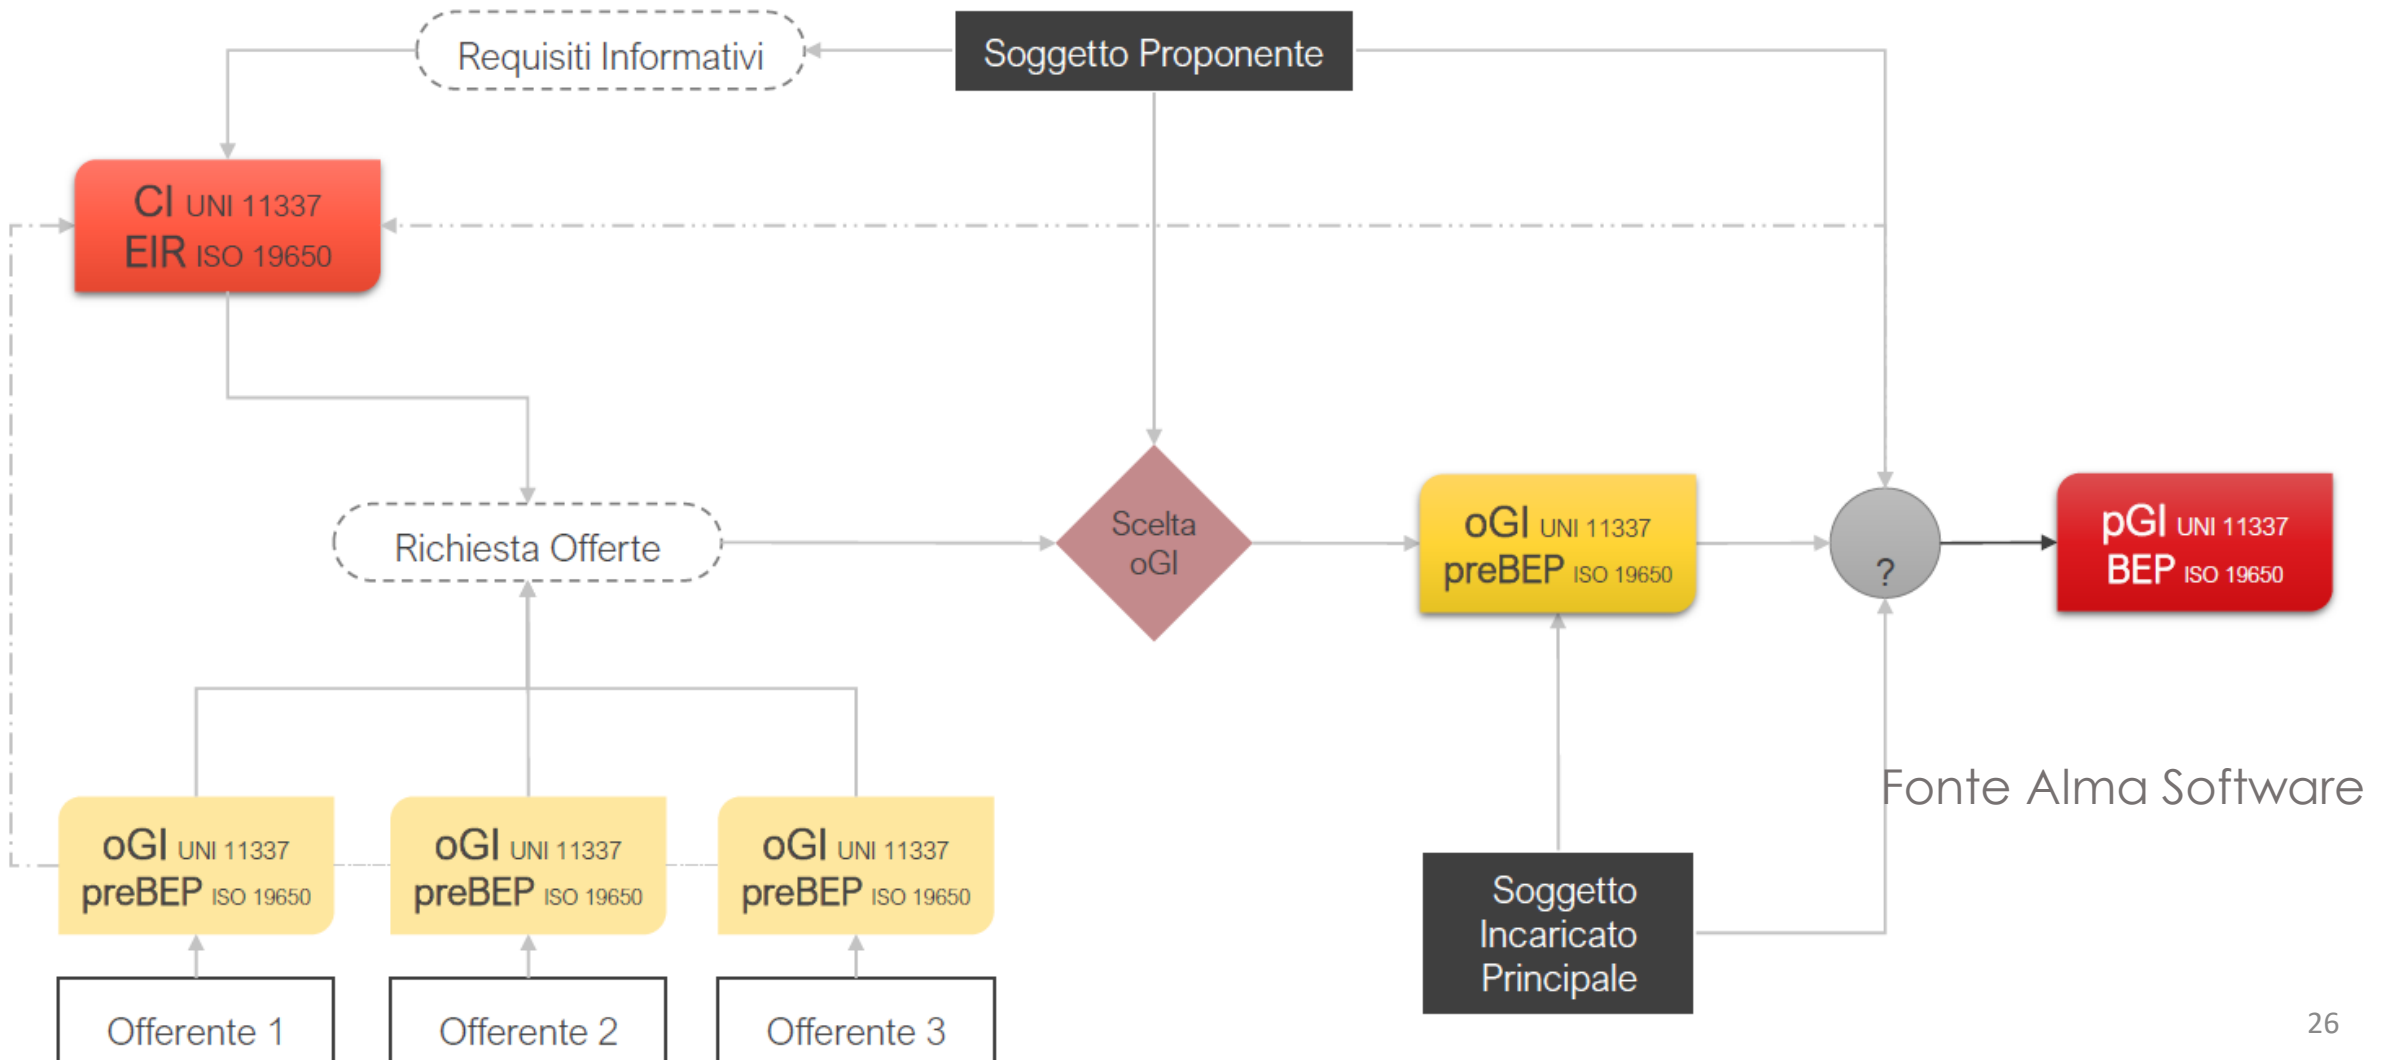 Requisiti Informativi
Soggetto Proponente
CI UNI 11337
EIR ISO 19650
Richiesta Offerte
Scelta
oGI
oGI UNI 11337
preBEP ISO 19650
?
pGI UNI 11337
BEP ISO 19650
Fonte Alma Software
oGI UNI 11337
preBEP ISO 19650
oGI UNI 11337
preBEP ISO 19650
oGI UNI 11337
preBEP ISO 19650
Soggetto
Incaricato
Principale
Offerente 1
Offerente 2
Offerente 3
26